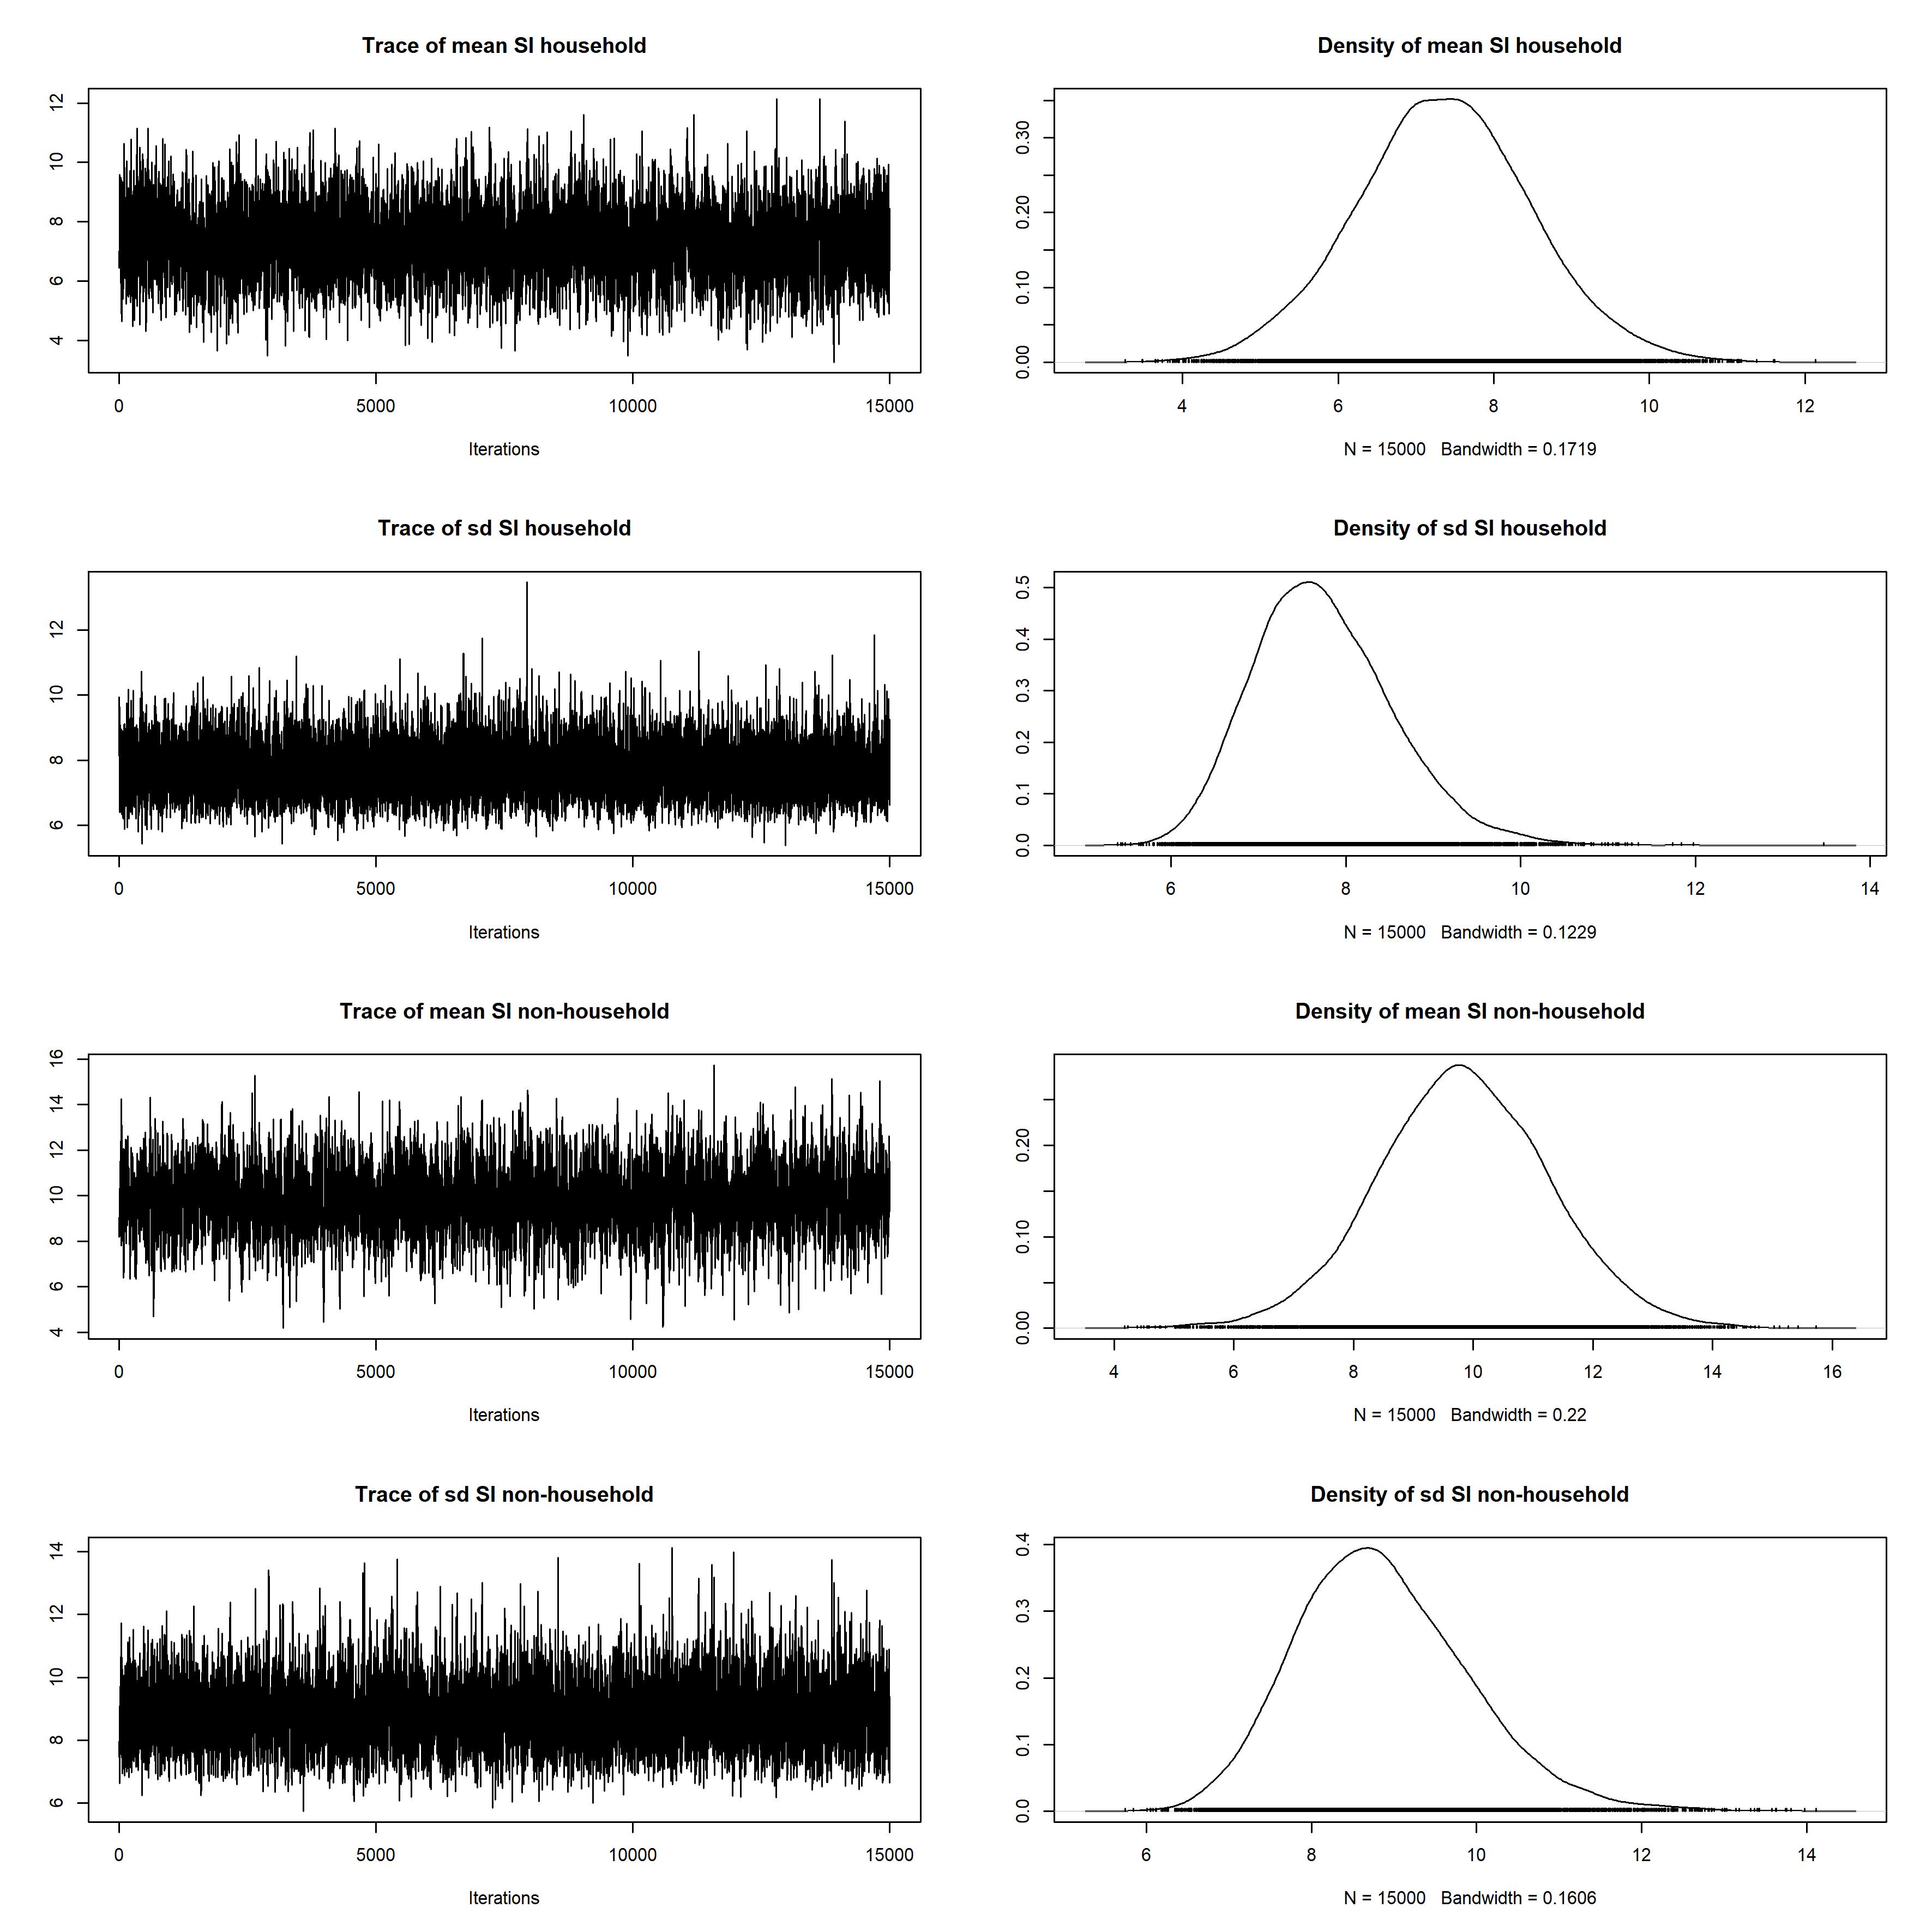 Trace of mean SI household
12
10
8
6
4
0 5000 10000 15000
Iterations
Density of mean SI household
0.30
0.20
0.10
0.00
4 6 8 10 12
N = 15000 Bandwidth = 0.1719
Trace of sd SI household
12
10
8
6
0 5000 10000 15000
Iterations
Density of sd SI household
0.5
0.4
0.3
0.2
0.1
0.
6 8 10 12 14
N = 15000 Bandwidth = 0.1229
Trace of mean SI non-household
16
14
12
10
8
6
4
0 5000 10000 15000
Iterations
Density of mean SI non-household
0.20
0.10
0.00
4 6 8 10 12 14 16
N = 15000 Bandwidth = 0.22
Trace of sd SI non-household
14
12
10
8
6
0 5000 10000 15000
Iterations
Density of sd SI non-household
0.4
0.3
0.2
0.1
0.
6 8 10 12 14
N = 15000 Bandwidth = 0.1606